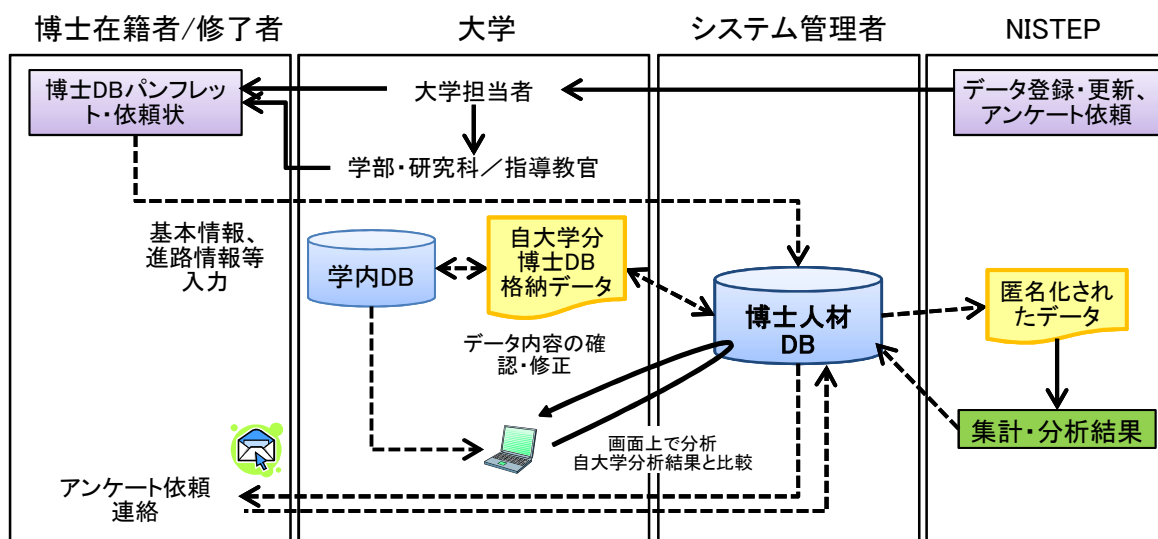 博士在籍者/修了者
大学
システム管理者
NISTEP
博士DBパンフレッ
ト・依頼状
大学担当者
データ登録・更新、
アンケート依頼
学部・研究科／指導教官
基本情報、
進路情報等
入力
学内DB
自大学分
博士DB
格納データ
博士人材
DB
匿名化され
たデータ
データ内容の確
認・修正
集計・分析結果
画面上で分析
自大学分析結果と比較
アンケート依頼
連絡